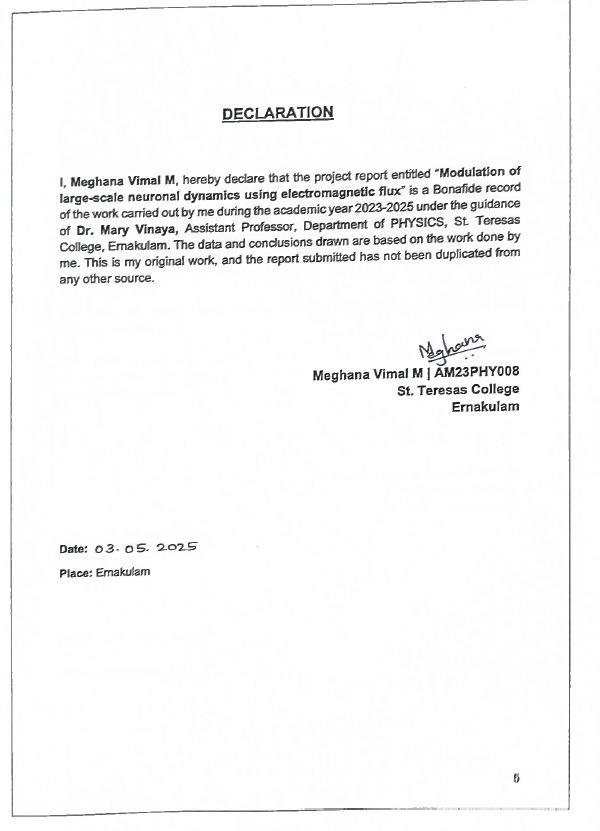 DECLARATION
I, Meghana Vimal M, hereby declare that the project report entitled "Modulation of
large-scale neuronal dynamics using electromagnetic flux" is a Bonafide record
of the work carried out by me during the academic year 2023-2025 under the guidance
of Dr. Mary Vinaya, Assistant Professor, Department of PHYSICS, St. Teresas
College, Ernakulam. The data and conclusions drawn are based on the work done by
me. This is my original work, and the report submitted has not been duplicated from
any other source.
Meghana
Meghana Vimal M | AM23PHY008
St. Teresas College
Ernakulam
Date: 03.05.2025
Place: Ernakulam